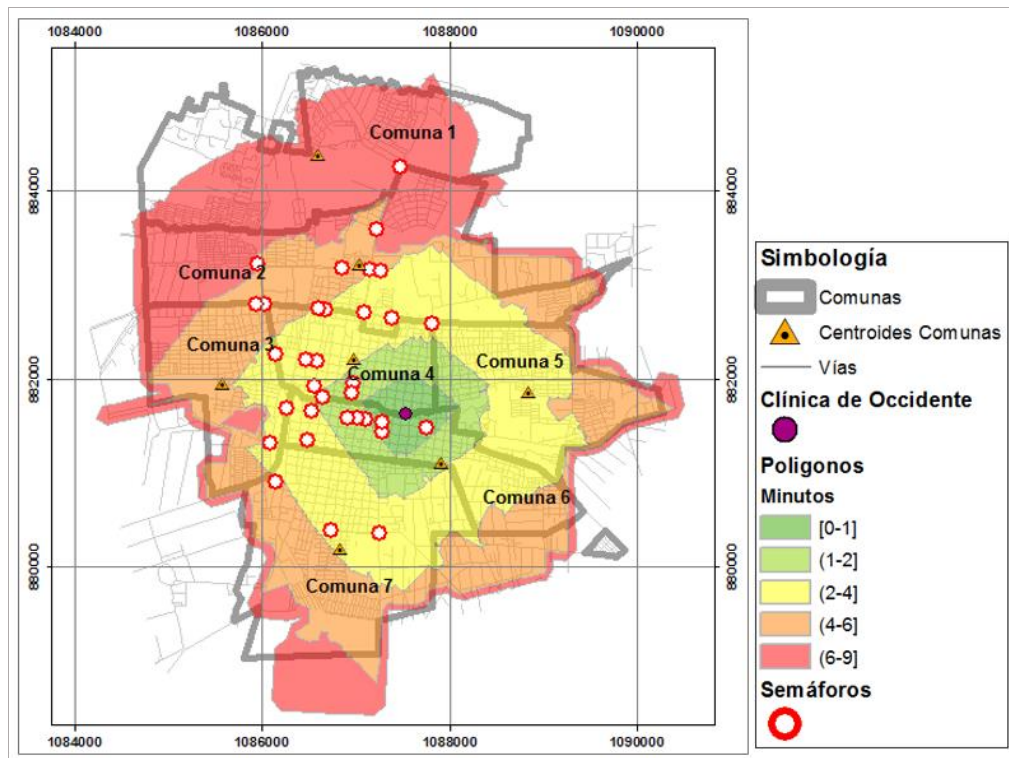 1084000 1086000 1088000 1090000
884000 884000
882000 882000
880000 880000
Comuna 1
Comuna 2
Comuna 3
Comuna 4
Comuna 5
Comuna 6
Comuna 7
1084000 1086000 1088000 1090000
Simbología
Comunas
Centroides Comunas
Vías
Clínica de Occidente
Poligonos
Minutos
[0-1]
(1-2]
(2-4]
(4-6]
(6-9]
Semáforos